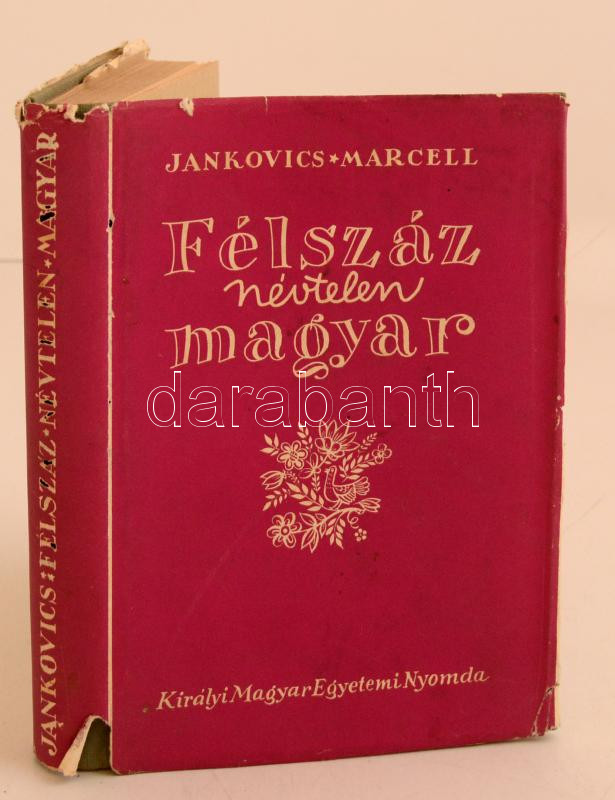 JANKOVICS★MARCELL
Félszáz
névtelen
magyar
darabanth
Királyi Magyar Egyetemi Nyomda
JANKOVICS★FÉLSZÁZ·NÉVTELEN★MAGYAR